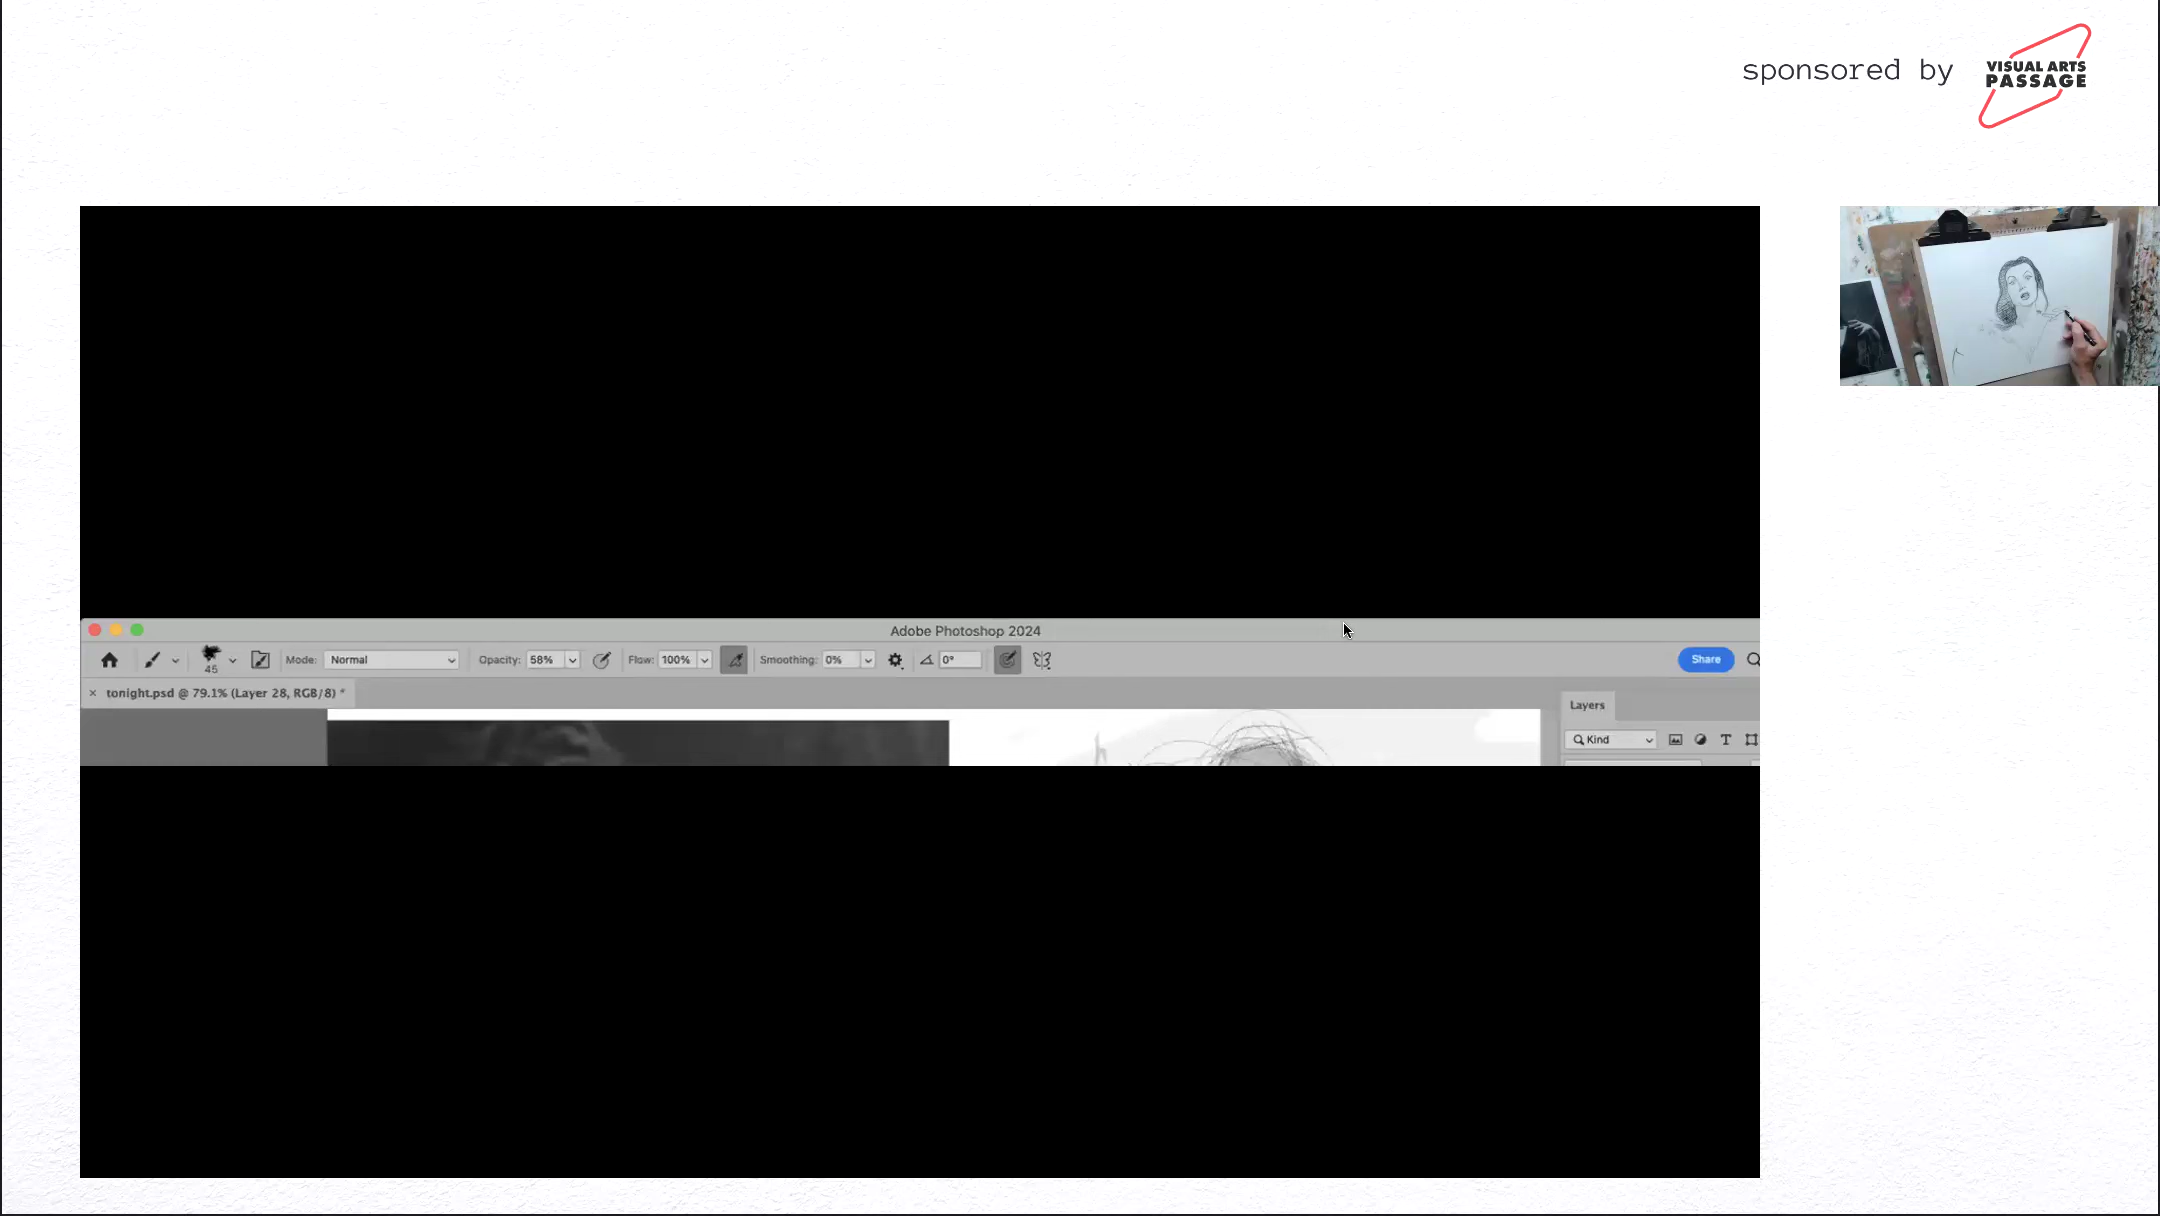 sponsored by
VISUAL ARTS
PASSAGE
Adobe Photoshop 2024
45
Mode: Normal
Opacity: 58%
Flow: 100%
Smoothing: 0%
0°
Share
× tonight.psd @ 79.1% (Layer 28, RGB/8) *
Layers
Kind